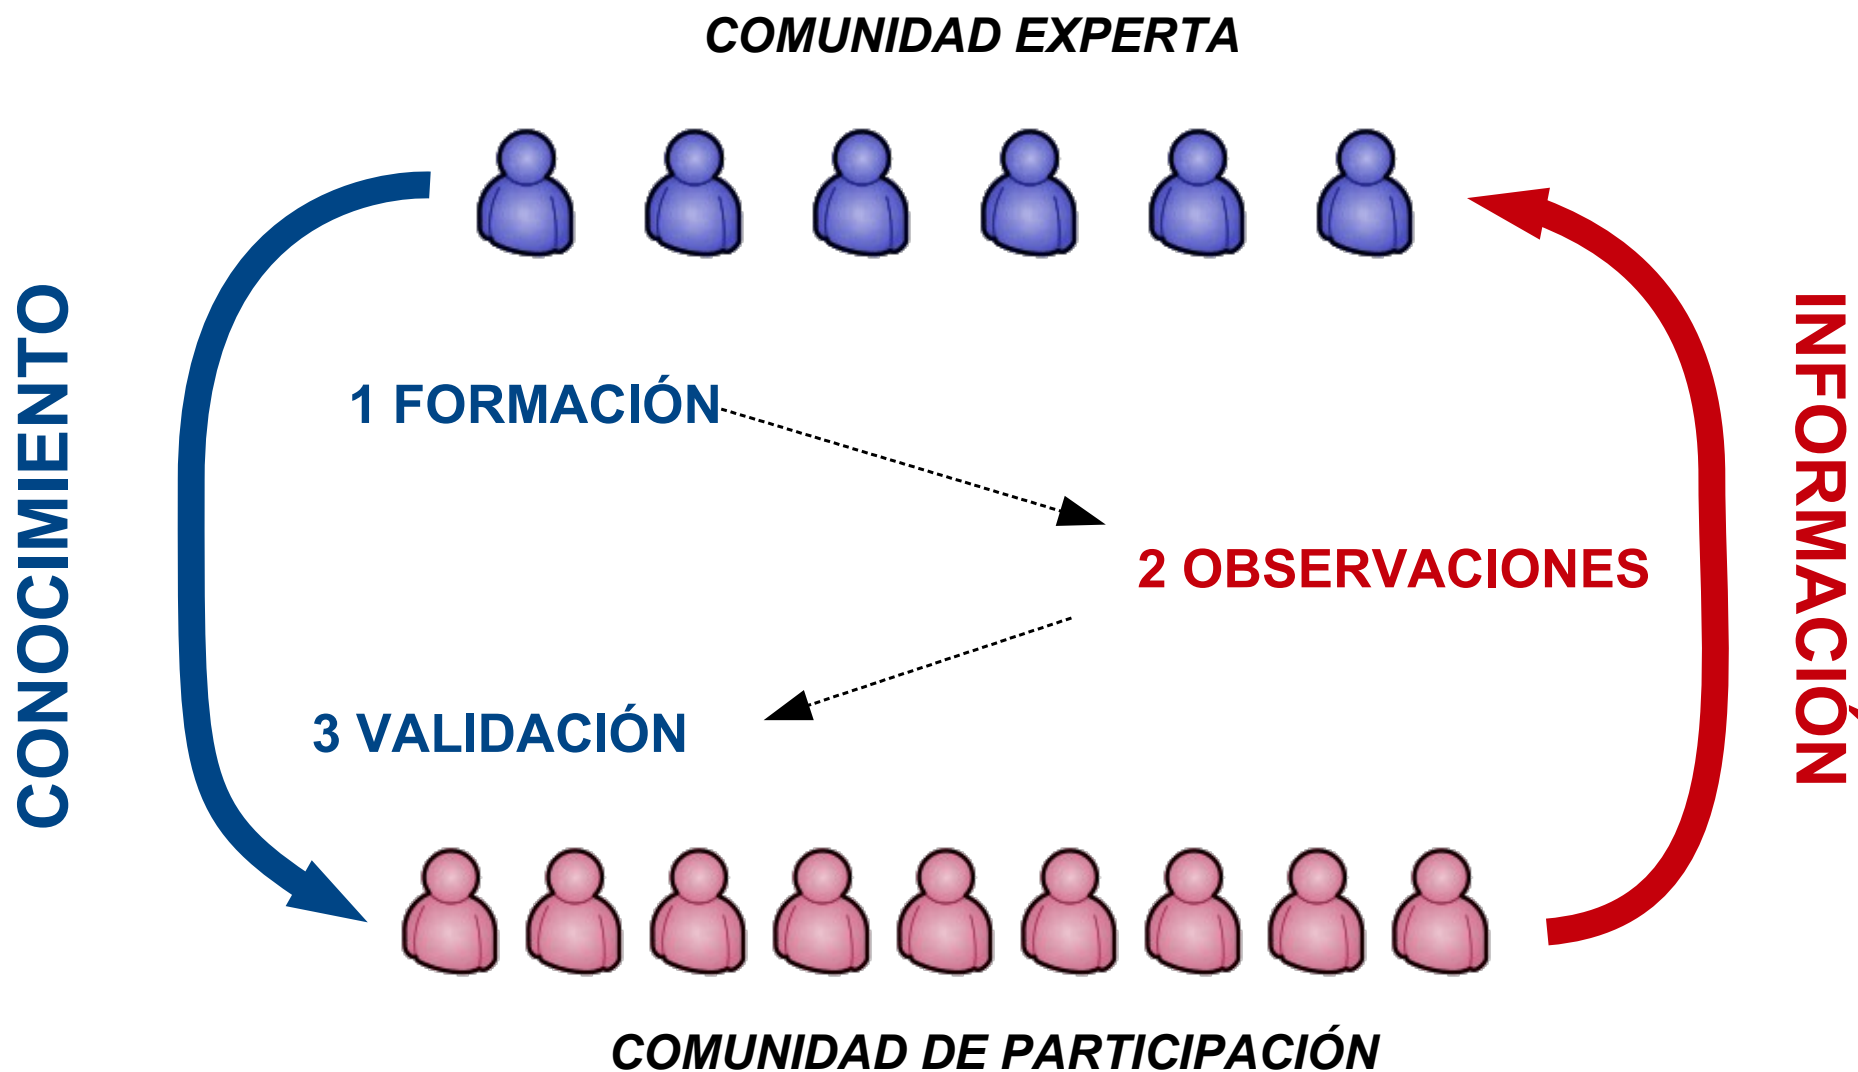 COMUNIDAD EXPERTA
CONOCIMIENTO
INFORMACIÓN
1 FORMACIÓN
2 OBSERVACIONES
3 VALIDACIÓN
COMUNIDAD DE PARTICIPACIÓN